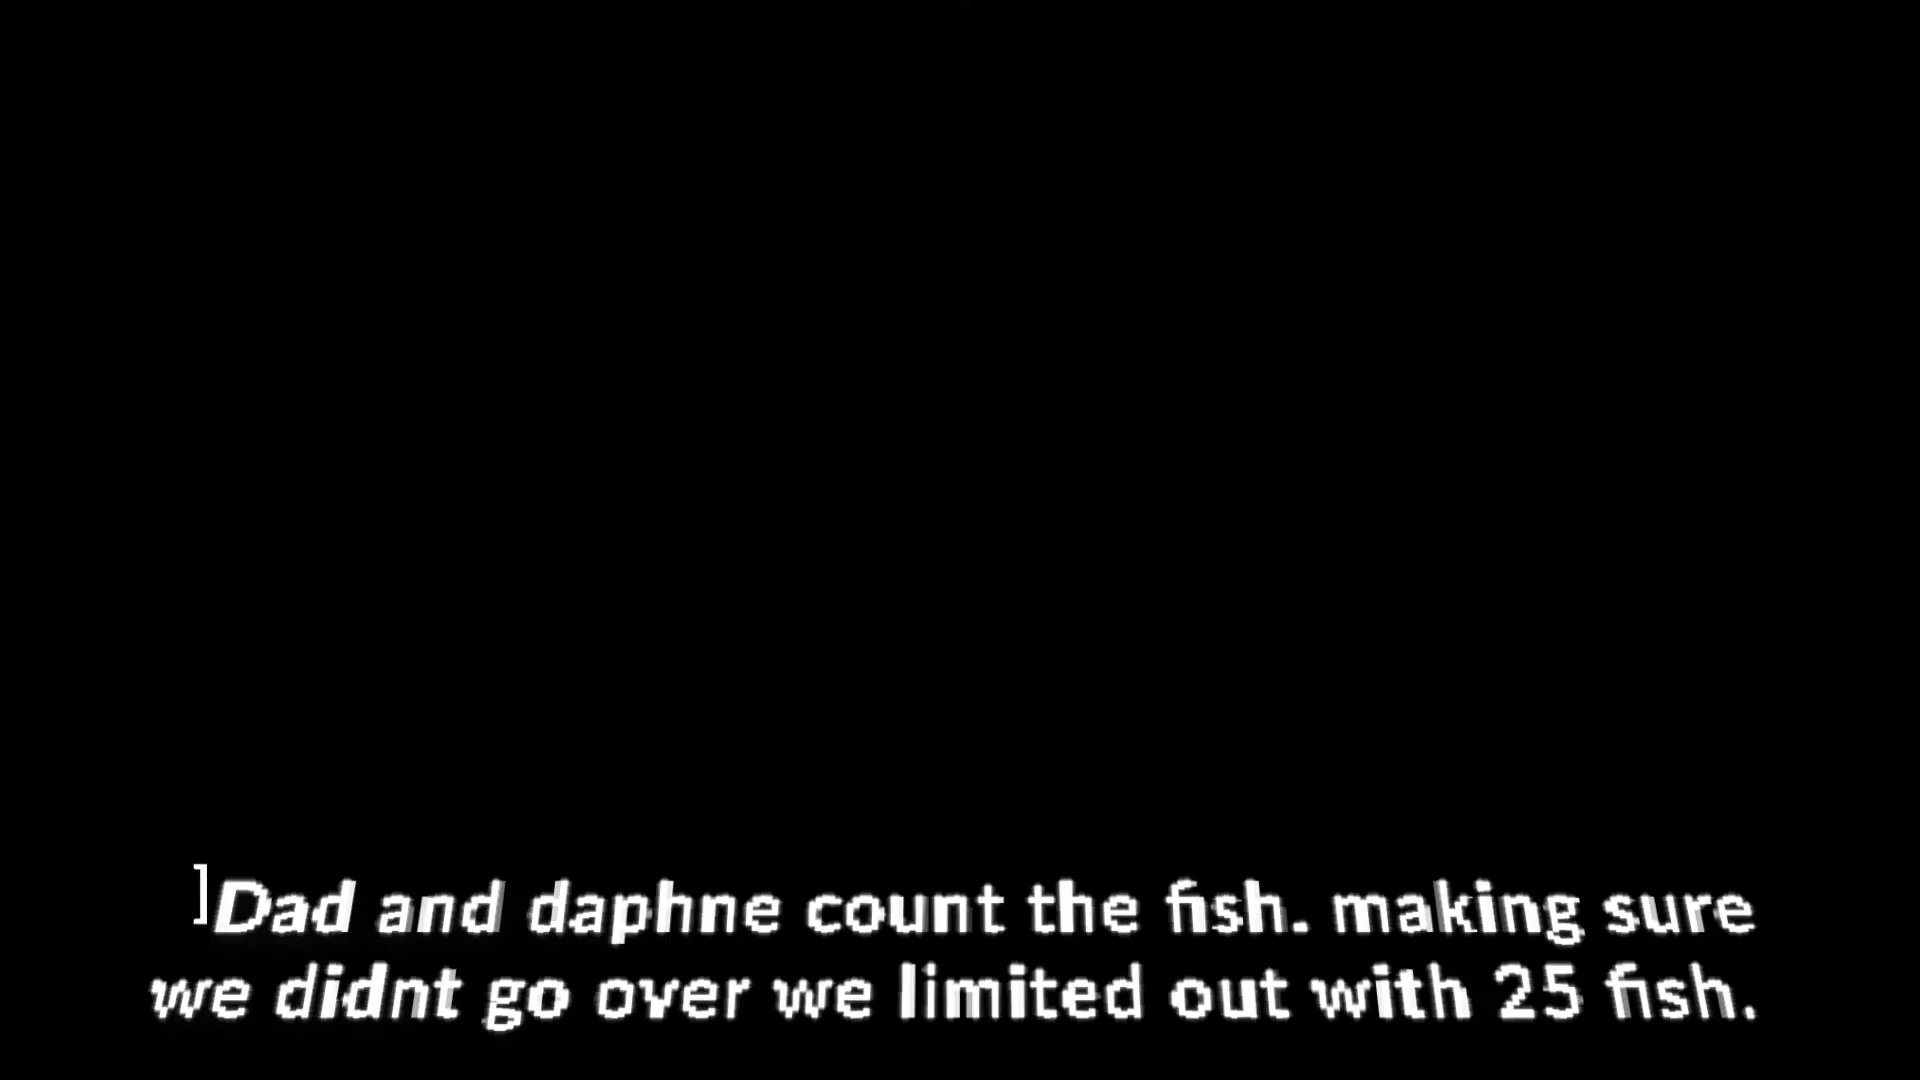 ]Dad and daphne count the fish. making sure
we didnt go over we limited out with 25 fish.